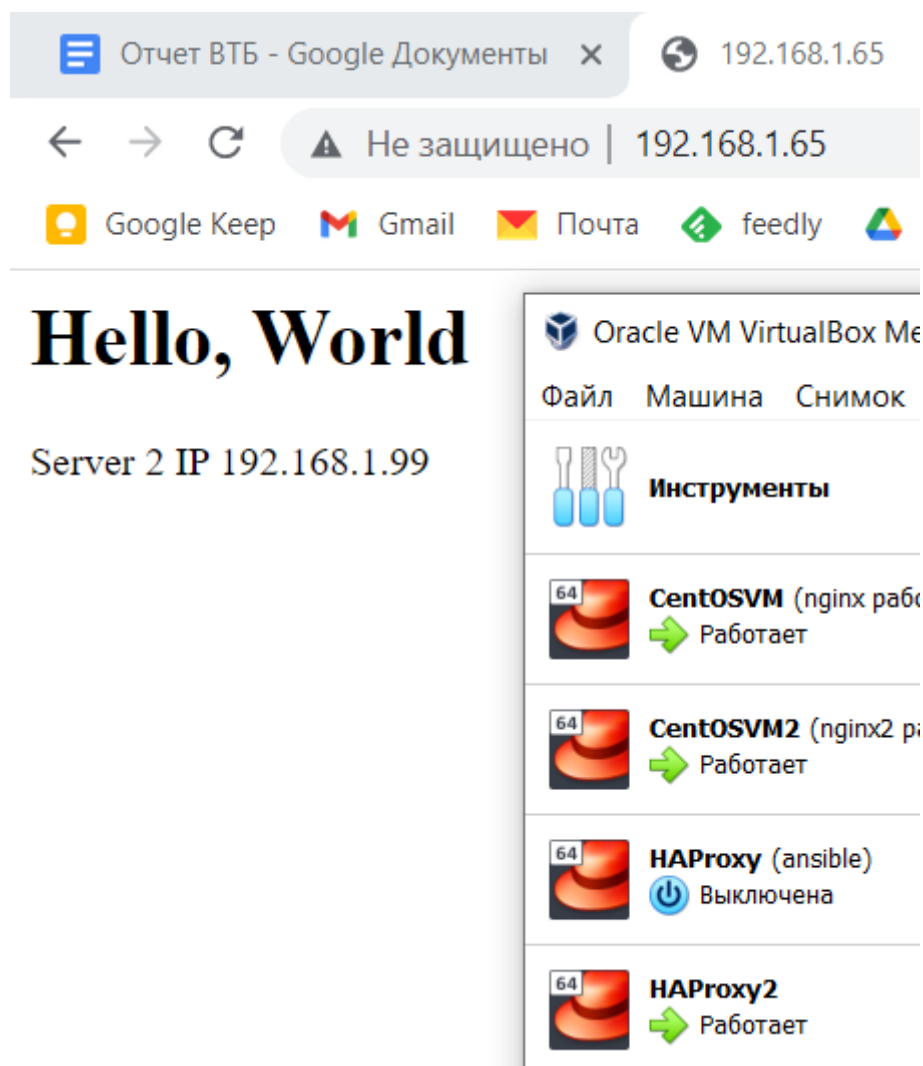 Отчет ВТБ - Google Документы
192.168.1.65
Не защищено | 192.168.1.65
Google Keep Gmail Почта feedly
Hello, World
Server 2 IP 192.168.1.99
Oracle VM VirtualBox
Файл Машина Снимок
Инструменты
64
CentOSVM (nginx
Работает
64
CentOSVM2 (nginx2
Работает
64
HAProxy (ansible)
Выключена
64
HAProxy2
Работает